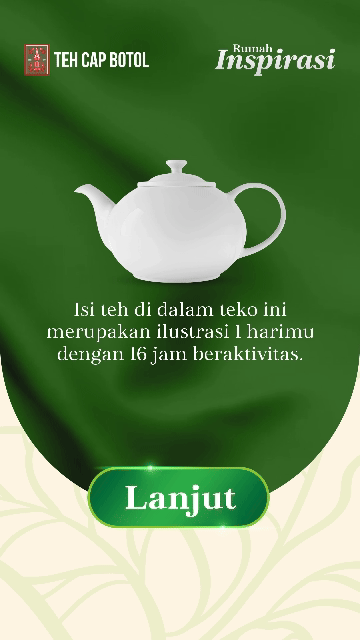 TEH CAP BOTOL
Rumah
Inspirasi
Isi teh di dalam teko ini
merupakan ilustrasi 1 harimu
dengan 16 jam beraktivitas.
Lanjut